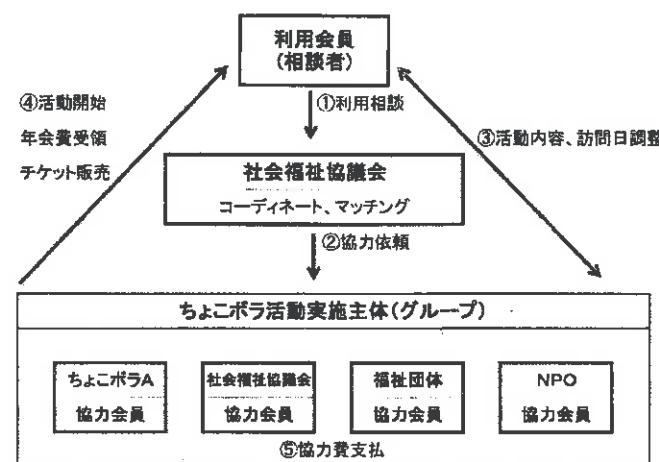 利用会員
(相談者)
④活動開始
年会費受領
チケット販売
①利用相談
③活動内容、訪問日調整
社会福祉協議会
コーディネート、マッチング
②協力依頼
ちょこボラ活動実施主体(グループ)
ちょこボラA
協力会員
社会福祉協議会
協力会員
福祉団体
協力会員
NPO
協力会員
⑤協力費支払